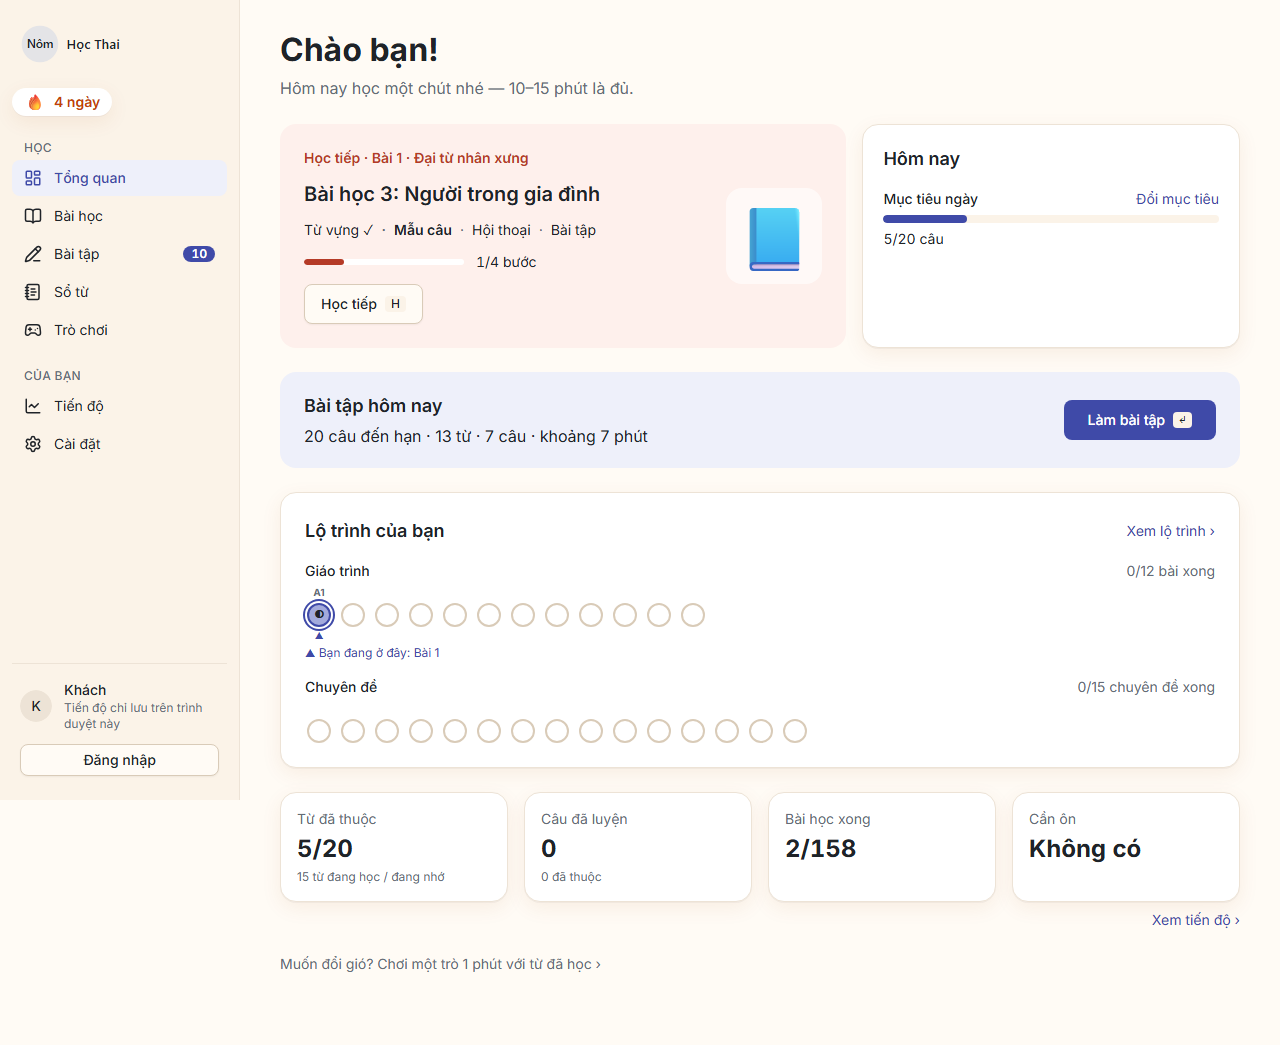 Nôm
Học Thai
4 ngày
HỌC
Tổng quan
Bài học
Bài tập 10
Sổ từ
Trò chơi
CỦA BẠN
Tiến độ
Cài đặt
K
Khách
Tiến độ chỉ lưu trên trình
duyệt này
Đăng nhập
Chào bạn!
Hôm nay học một chút nhé — 10–15 phút là đủ.
Học tiếp · Bài 1 · Đại từ nhân xưng
Bài học 3: Người trong gia đình
Từ vựng ✓ · Mẫu câu · Hội thoại · Bài tập
1/4 bước
Học tiếp H
Hôm nay
Mục tiêu ngày Đổi mục tiêu
5/20 câu
Bài tập hôm nay
20 câu đến hạn · 13 từ · 7 câu · khoảng 7 phút
Làm bài tập ↵
Lộ trình của bạn Xem lộ trình ›
Giáo trình 0/12 bài xong
A1
▲ Bạn đang ở đây: Bài 1
Chuyên đề 0/15 chuyên đề xong
Từ đã thuộc
5/20
15 từ đang học / đang nhớ
Câu đã luyện
0
0 đã thuộc
Bài học xong
2/158
Cần ôn
Không có
Xem tiến độ ›
Muốn đổi gió? Chơi một trò 1 phút với từ đã học ›